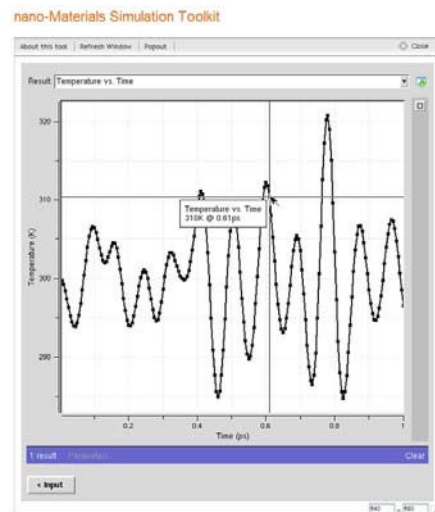 nano-Materials Simulation Toolkit
About this tool Refresh Window Popout Close
Result: Temperature vs. Time
320
310
300
290
Temperature (K)
Temperature vs. Time
310K @ 0.61ps
0.2 0.4 0.6 0.8 1
Time (ps)
1 result Parameters... Clear
< Input